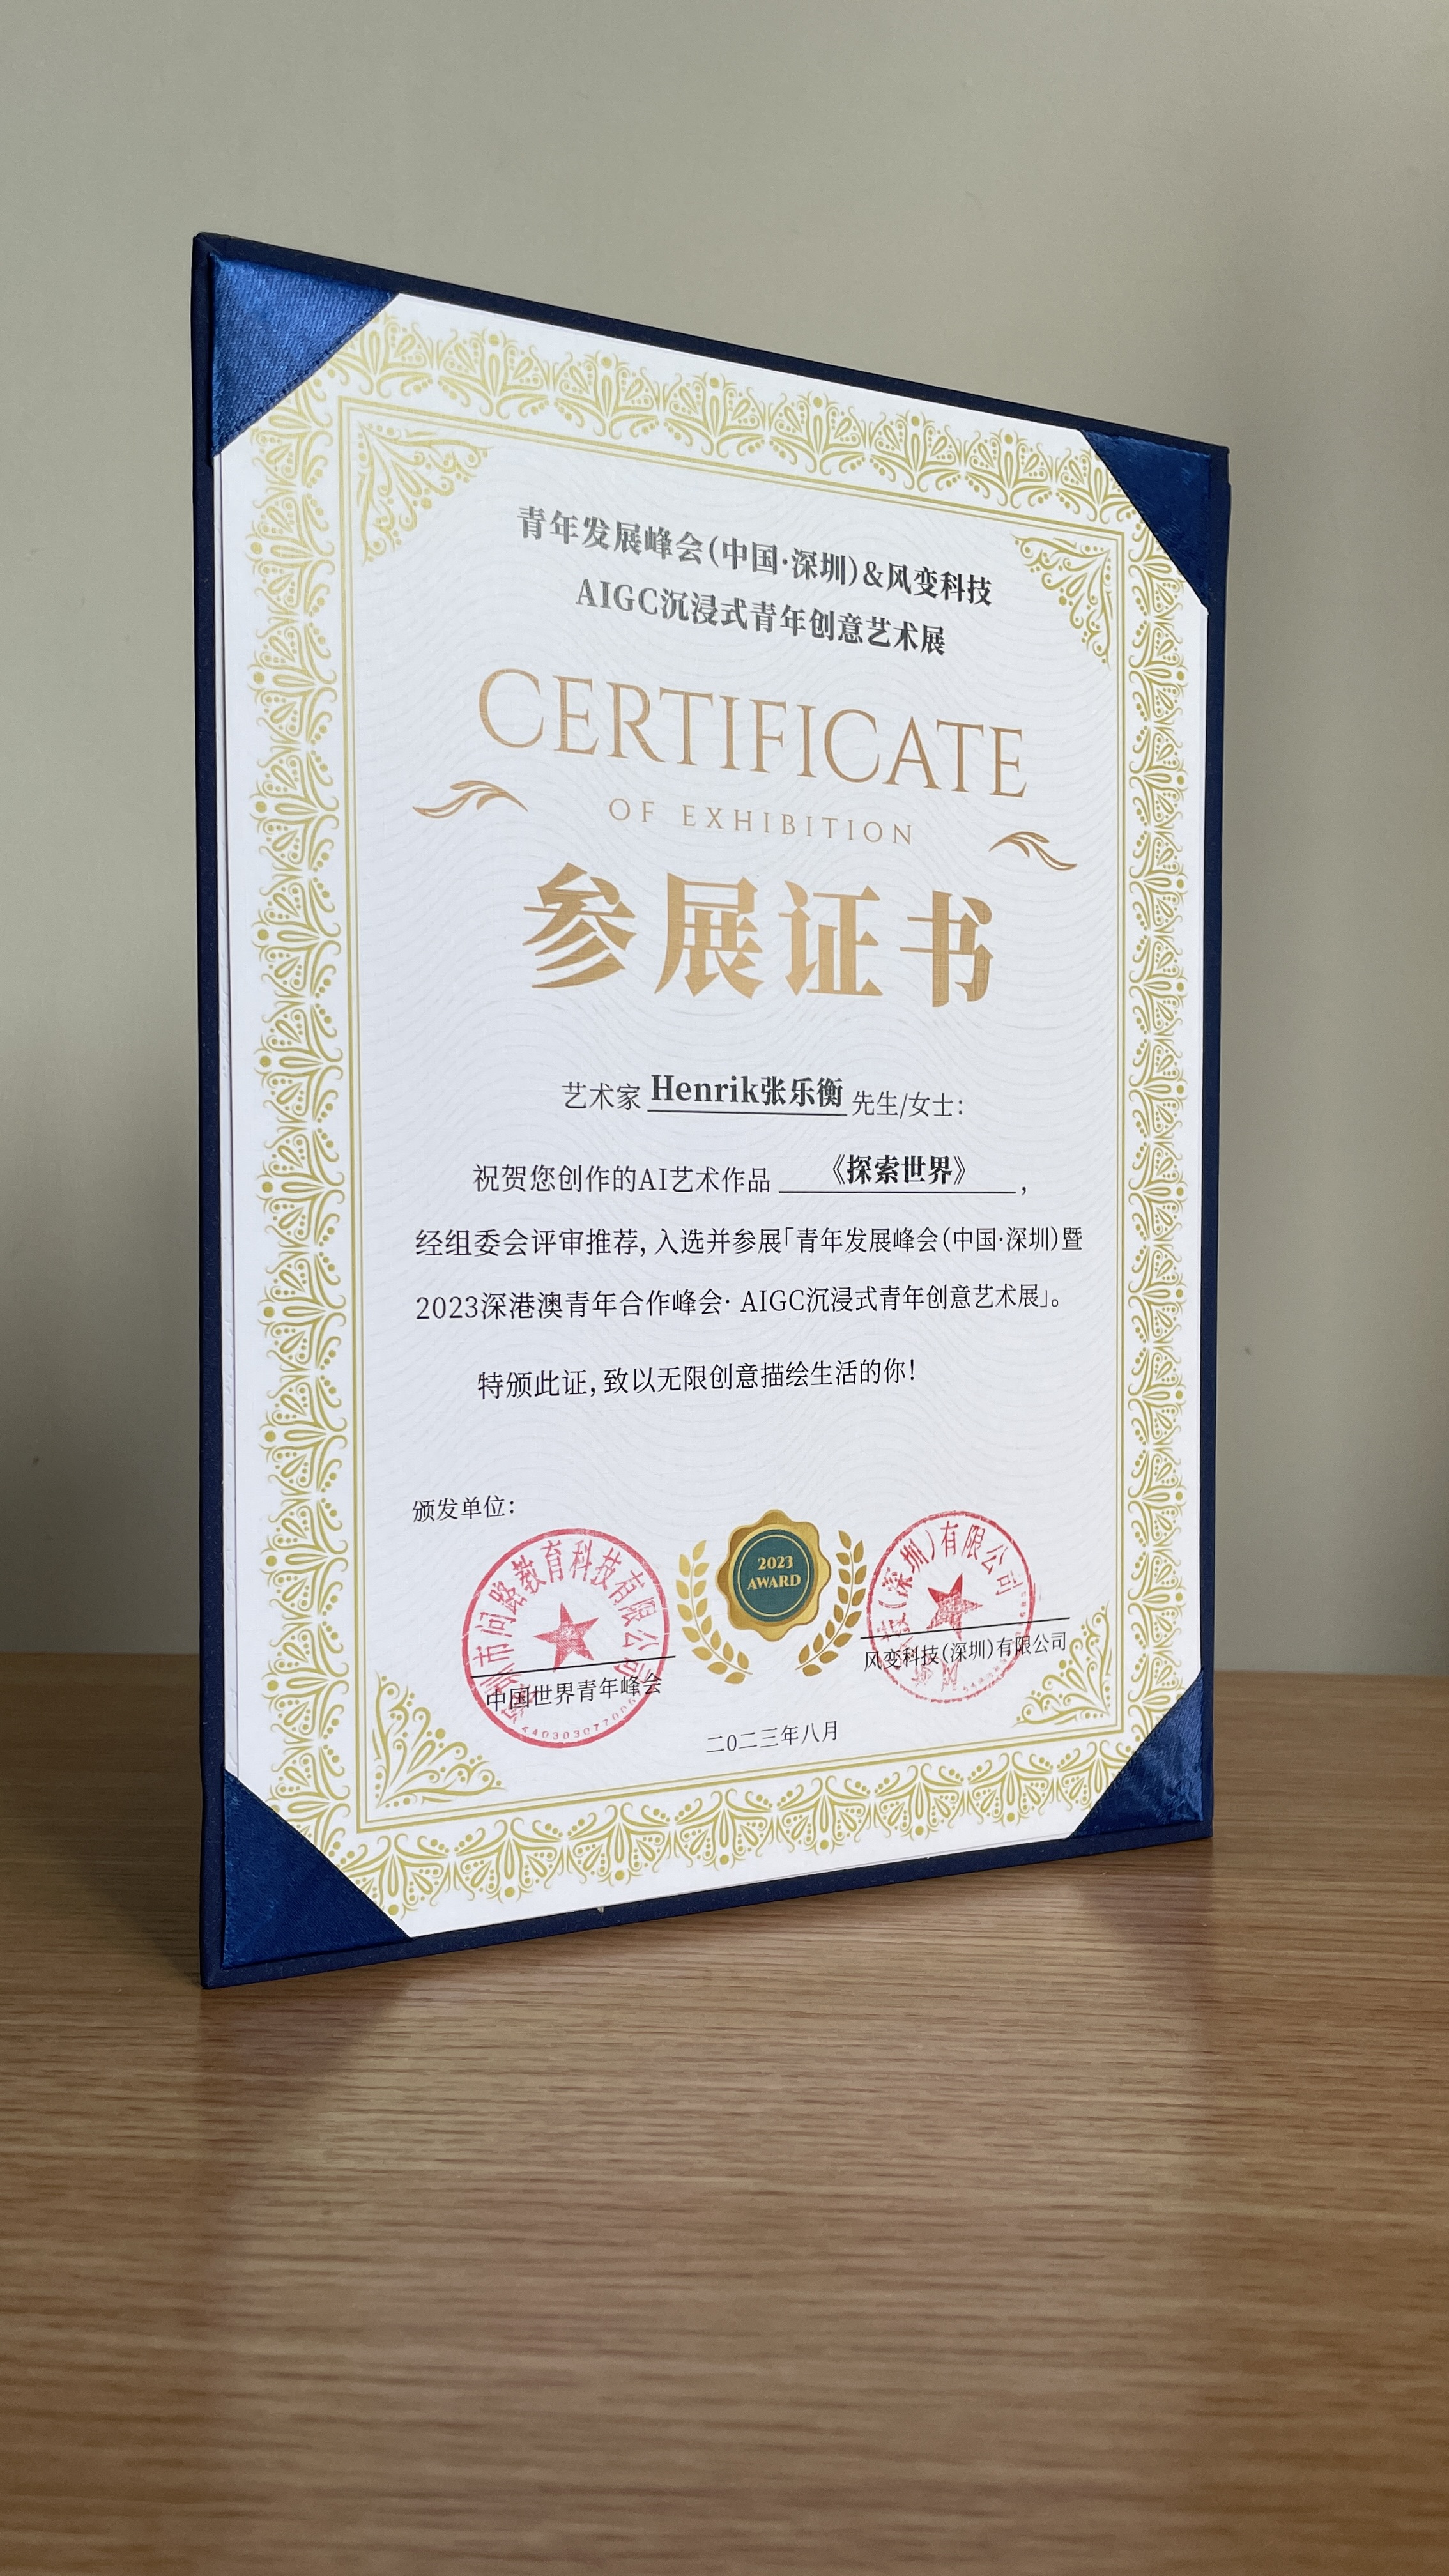 青年发展峰会(中国·深圳)&风变科技
AIGC沉浸式青年创意艺术展
CERTIFICATE
OF EXHIBITION
参展证书
艺术家 Henrik张乐衡 先生/女士:
祝贺您创作的AI艺术作品 《探索世界》 ,
经组委会评审推荐, 入选并参展「青年发展峰会(中国·深圳)暨
2023深港澳青年合作峰会· AIGC沉浸式青年创意艺术展」。
特颁此证, 致以无限创意描绘生活的你!
颁发单位:
市问路教育科技有限公司
中国世界青年峰会
2023
AWARD
技(深圳)有限公司
风变科技(深圳)有限公司
二0二三年八月